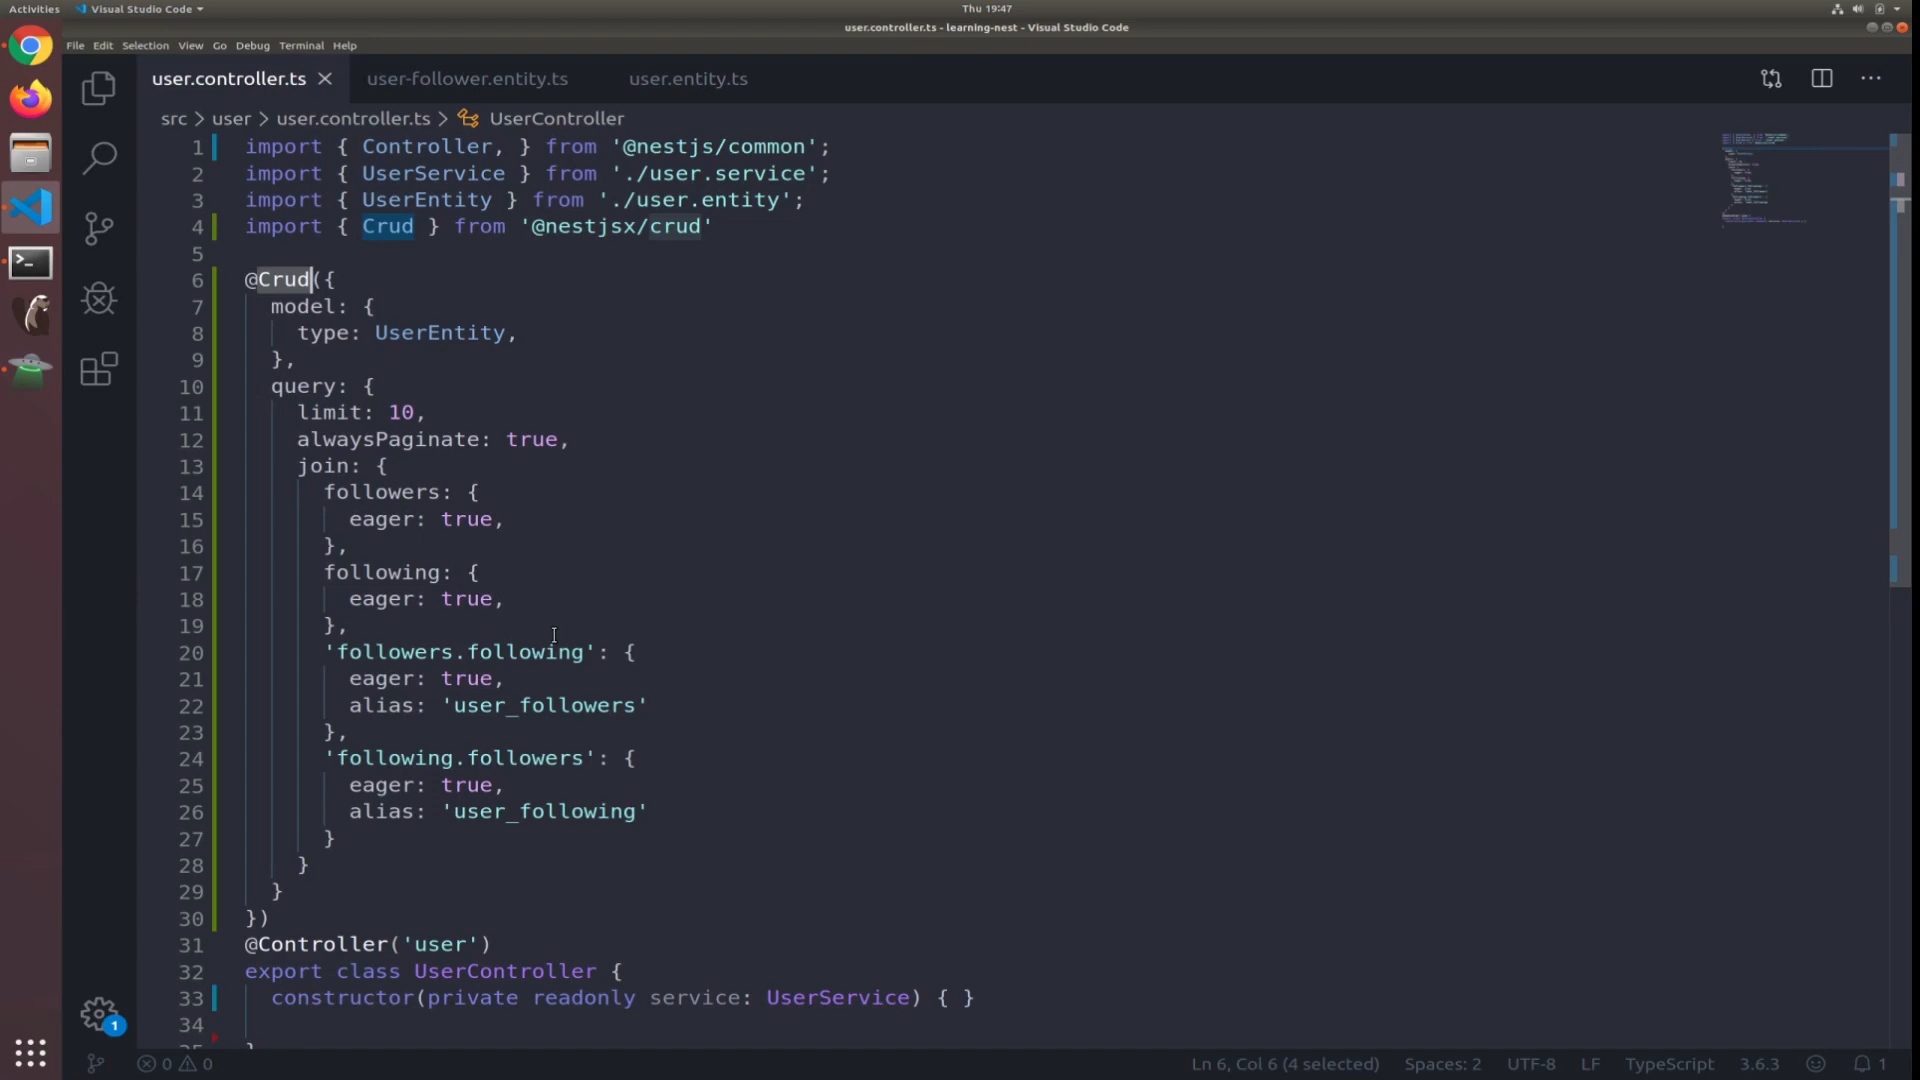 Activities
Visual Studio Code
Thu 19:47
user.controller.ts - learning-nest - Visual Studio Code
File Edit Selection View Go Debug Terminal Help
user.controller.ts
user-follower.entity.ts
user.entity.ts
src > user > user.controller.ts > UserController
1 import { Controller, } from '@nestjs/common';
2 import { UserService } from './user.service';
3 import { UserEntity } from './user.entity';
4 import { Crud } from '@nestjsx/crud'
5
6 @Crud({
7 model: {
8 type: UserEntity,
9 },
10 query: {
11 limit: 10,
12 alwaysPaginate: true,
13 join: {
14 followers: {
15 eager: true,
16 },
17 following: {
18 eager: true,
19 },
20 'followers.following': {
21 eager: true,
22 alias: 'user_followers'
23 },
24 'following.followers': {
25 eager: true,
26 alias: 'user_following'
27 }
28 }
29 }
30 })
31 @Controller('user')
32 export class UserController {
33 constructor(private readonly service: UserService) { }
34
1
0 0
Ln 6, Col 6 (4 selected)
Spaces: 2
UTF-8
LF
TypeScript
3.6.3
1